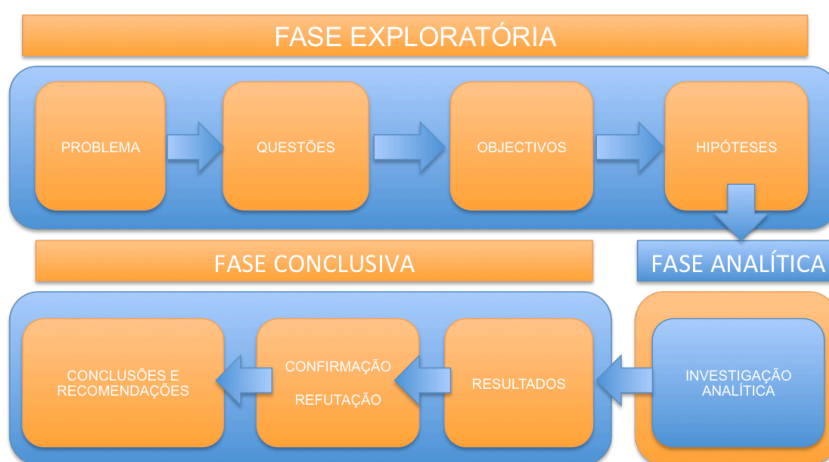 FASE EXPLORATÓRIA
PROBLEMA
QUESTÕES
OBJECTIVOS
HIPÓTESES
FASE ANALÍTICA
INVESTIGAÇÃO
ANALÍTICA
FASE CONCLUSIVA
RESULTADOS
CONFIRMAÇÃO
REFUTAÇÃO
CONCLUSÕES E
RECOMENDAÇÕES